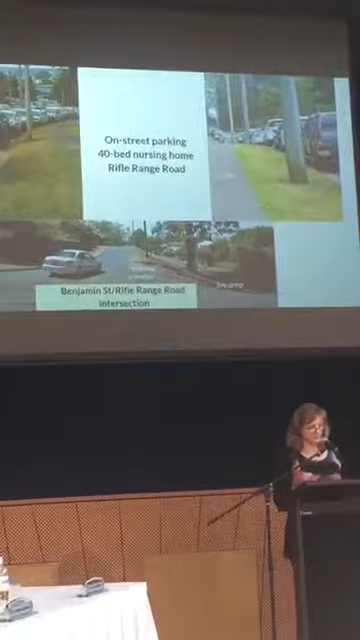 On-street parking
40-bed nursing home
Rifle Range Road
Benjamin St/Rifle Range Road
intersection